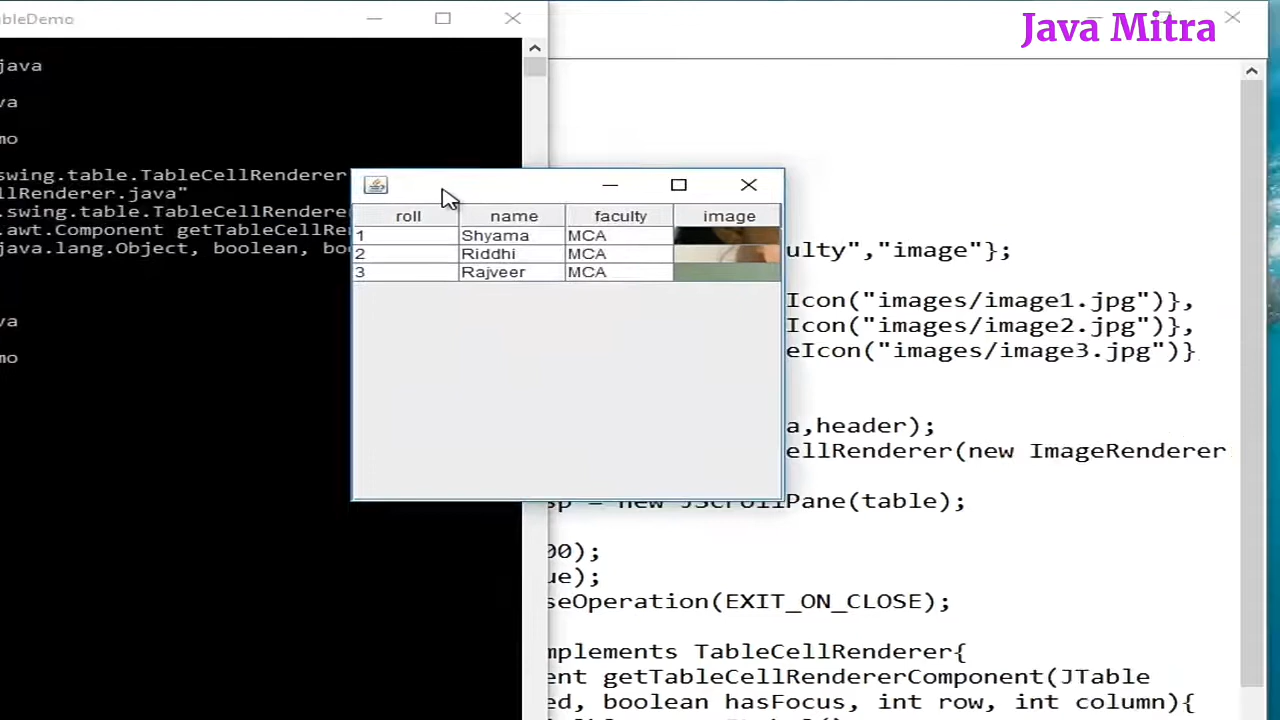 ableDemo
Java Mitra
java
va
mo
swing.table.TableCellRenderer
llRenderer.java"
.swing.table.TableCellRendere
.awt.Component getTableCellRe
java.lang.Object, boolean, bo
va
mo
roll name faculty image
1 Shyama MCA
2 Riddhi MCA
3 Rajveer MCA
ulty","image"};
Icon("images/image1.jpg")},
Icon("images/image2.jpg")},
eIcon("images/image3.jpg")}
a,header);
ellRenderer(new ImageRenderer
sp = new JScrollPane(table);
00);
ue);
seOperation(EXIT_ON_CLOSE);
mplements TableCellRenderer{
ent getTableCellRendererComponent(JTable
ed, boolean hasFocus, int row, int column){